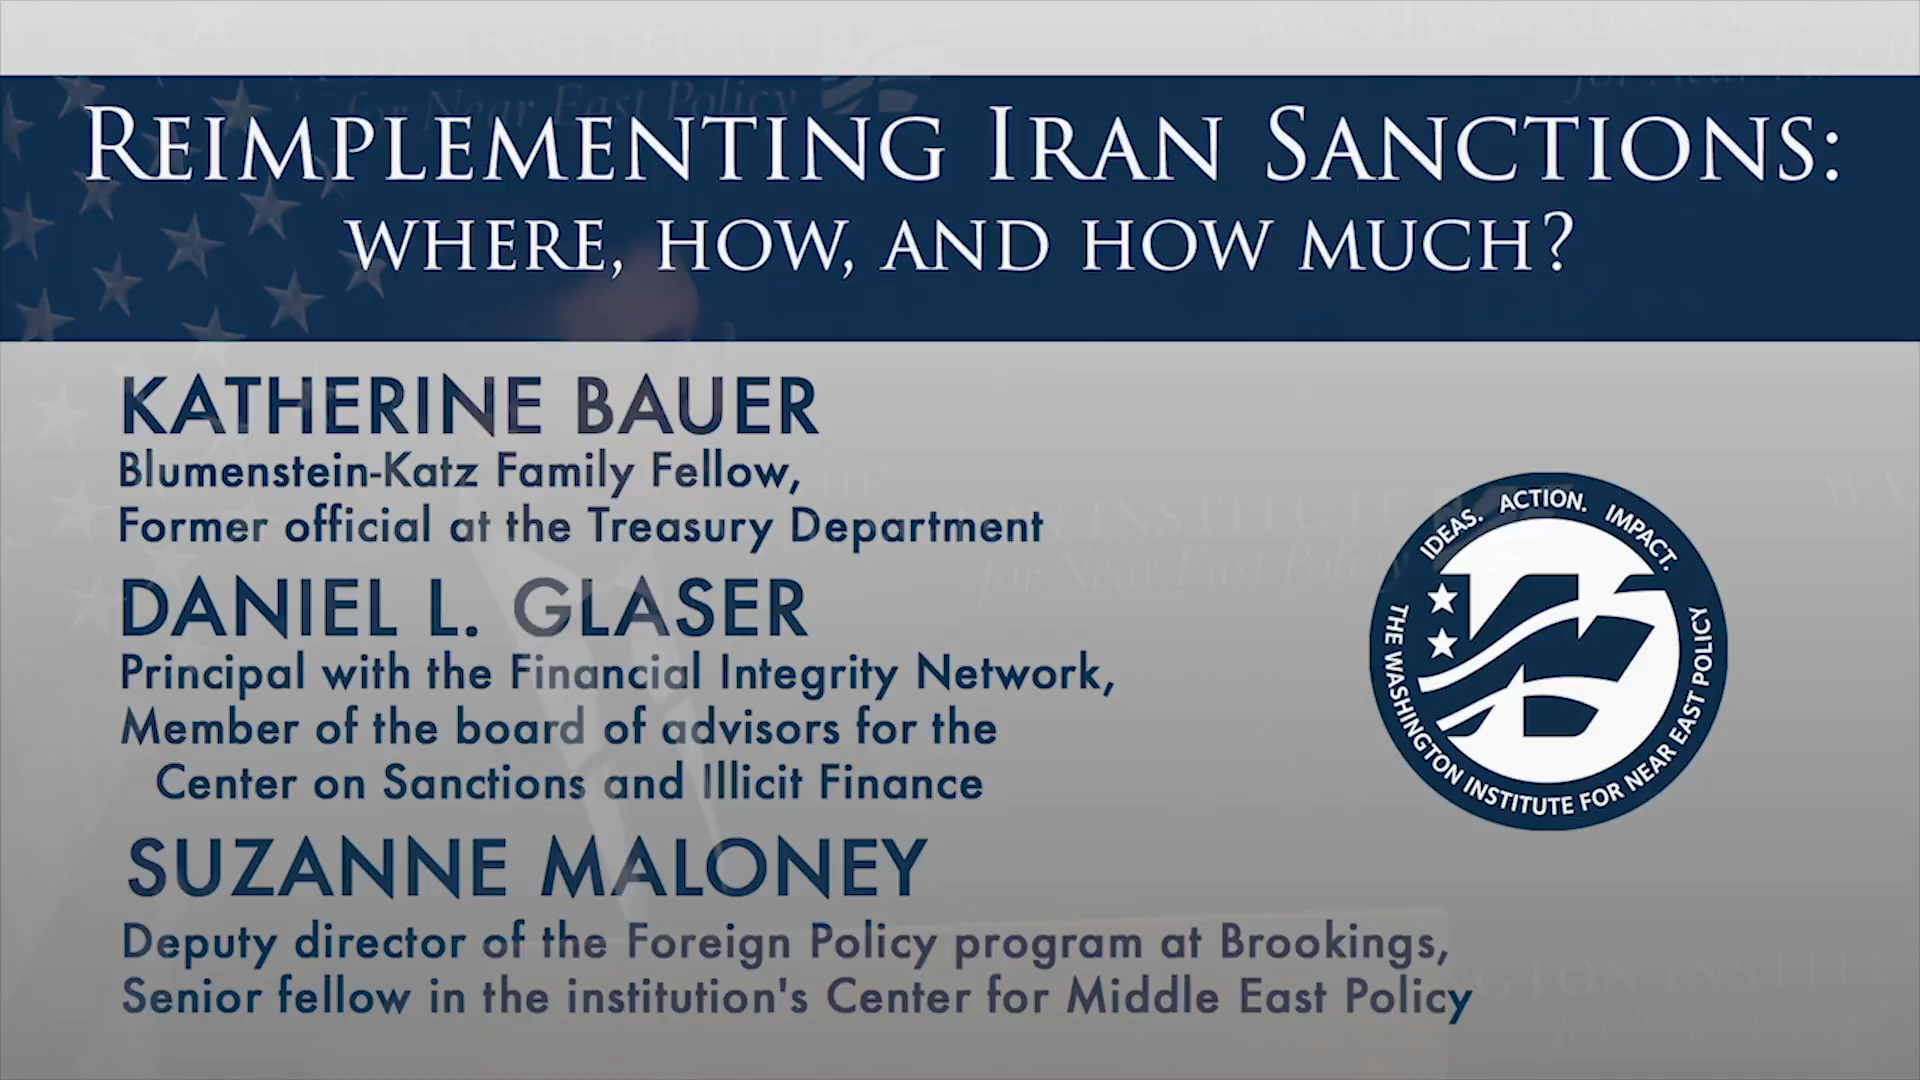 REIMPLEMENTING IRAN SANCTIONS:
WHERE, HOW, AND HOW MUCH?
KATHERINE BAUER
Blumenstein-Katz Family Fellow,
Former official at the Treasury Department
DANIEL L. GLASER
Principal with the Financial Integrity Network,
Member of the board of advisors for the
Center on Sanctions and Illicit Finance
SUZANNE MALONEY
Deputy director of the Foreign Policy program at Brookings,
Senior fellow in the institution's Center for Middle East Policy
IDEAS. ACTION. IMPACT.
THE WASHINGTON INSTITUTE FOR NEAR EAST POLICY